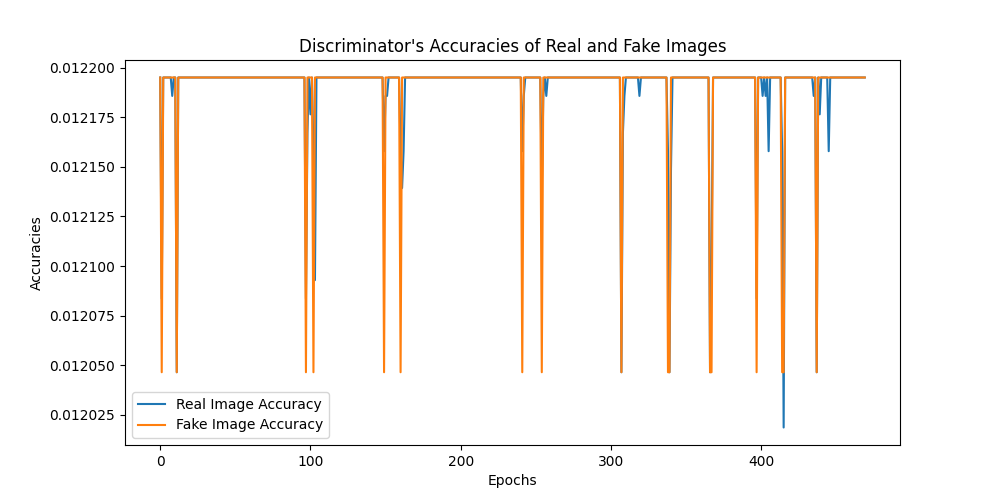 Discriminator's Accuracies of Real and Fake Images
0.012200
0.012175
0.012150
0.012125
0.012100
0.012075
0.012050
0.012025
Accuracies
Real Image Accuracy
Fake Image Accuracy
0 100 200 300 400
Epochs